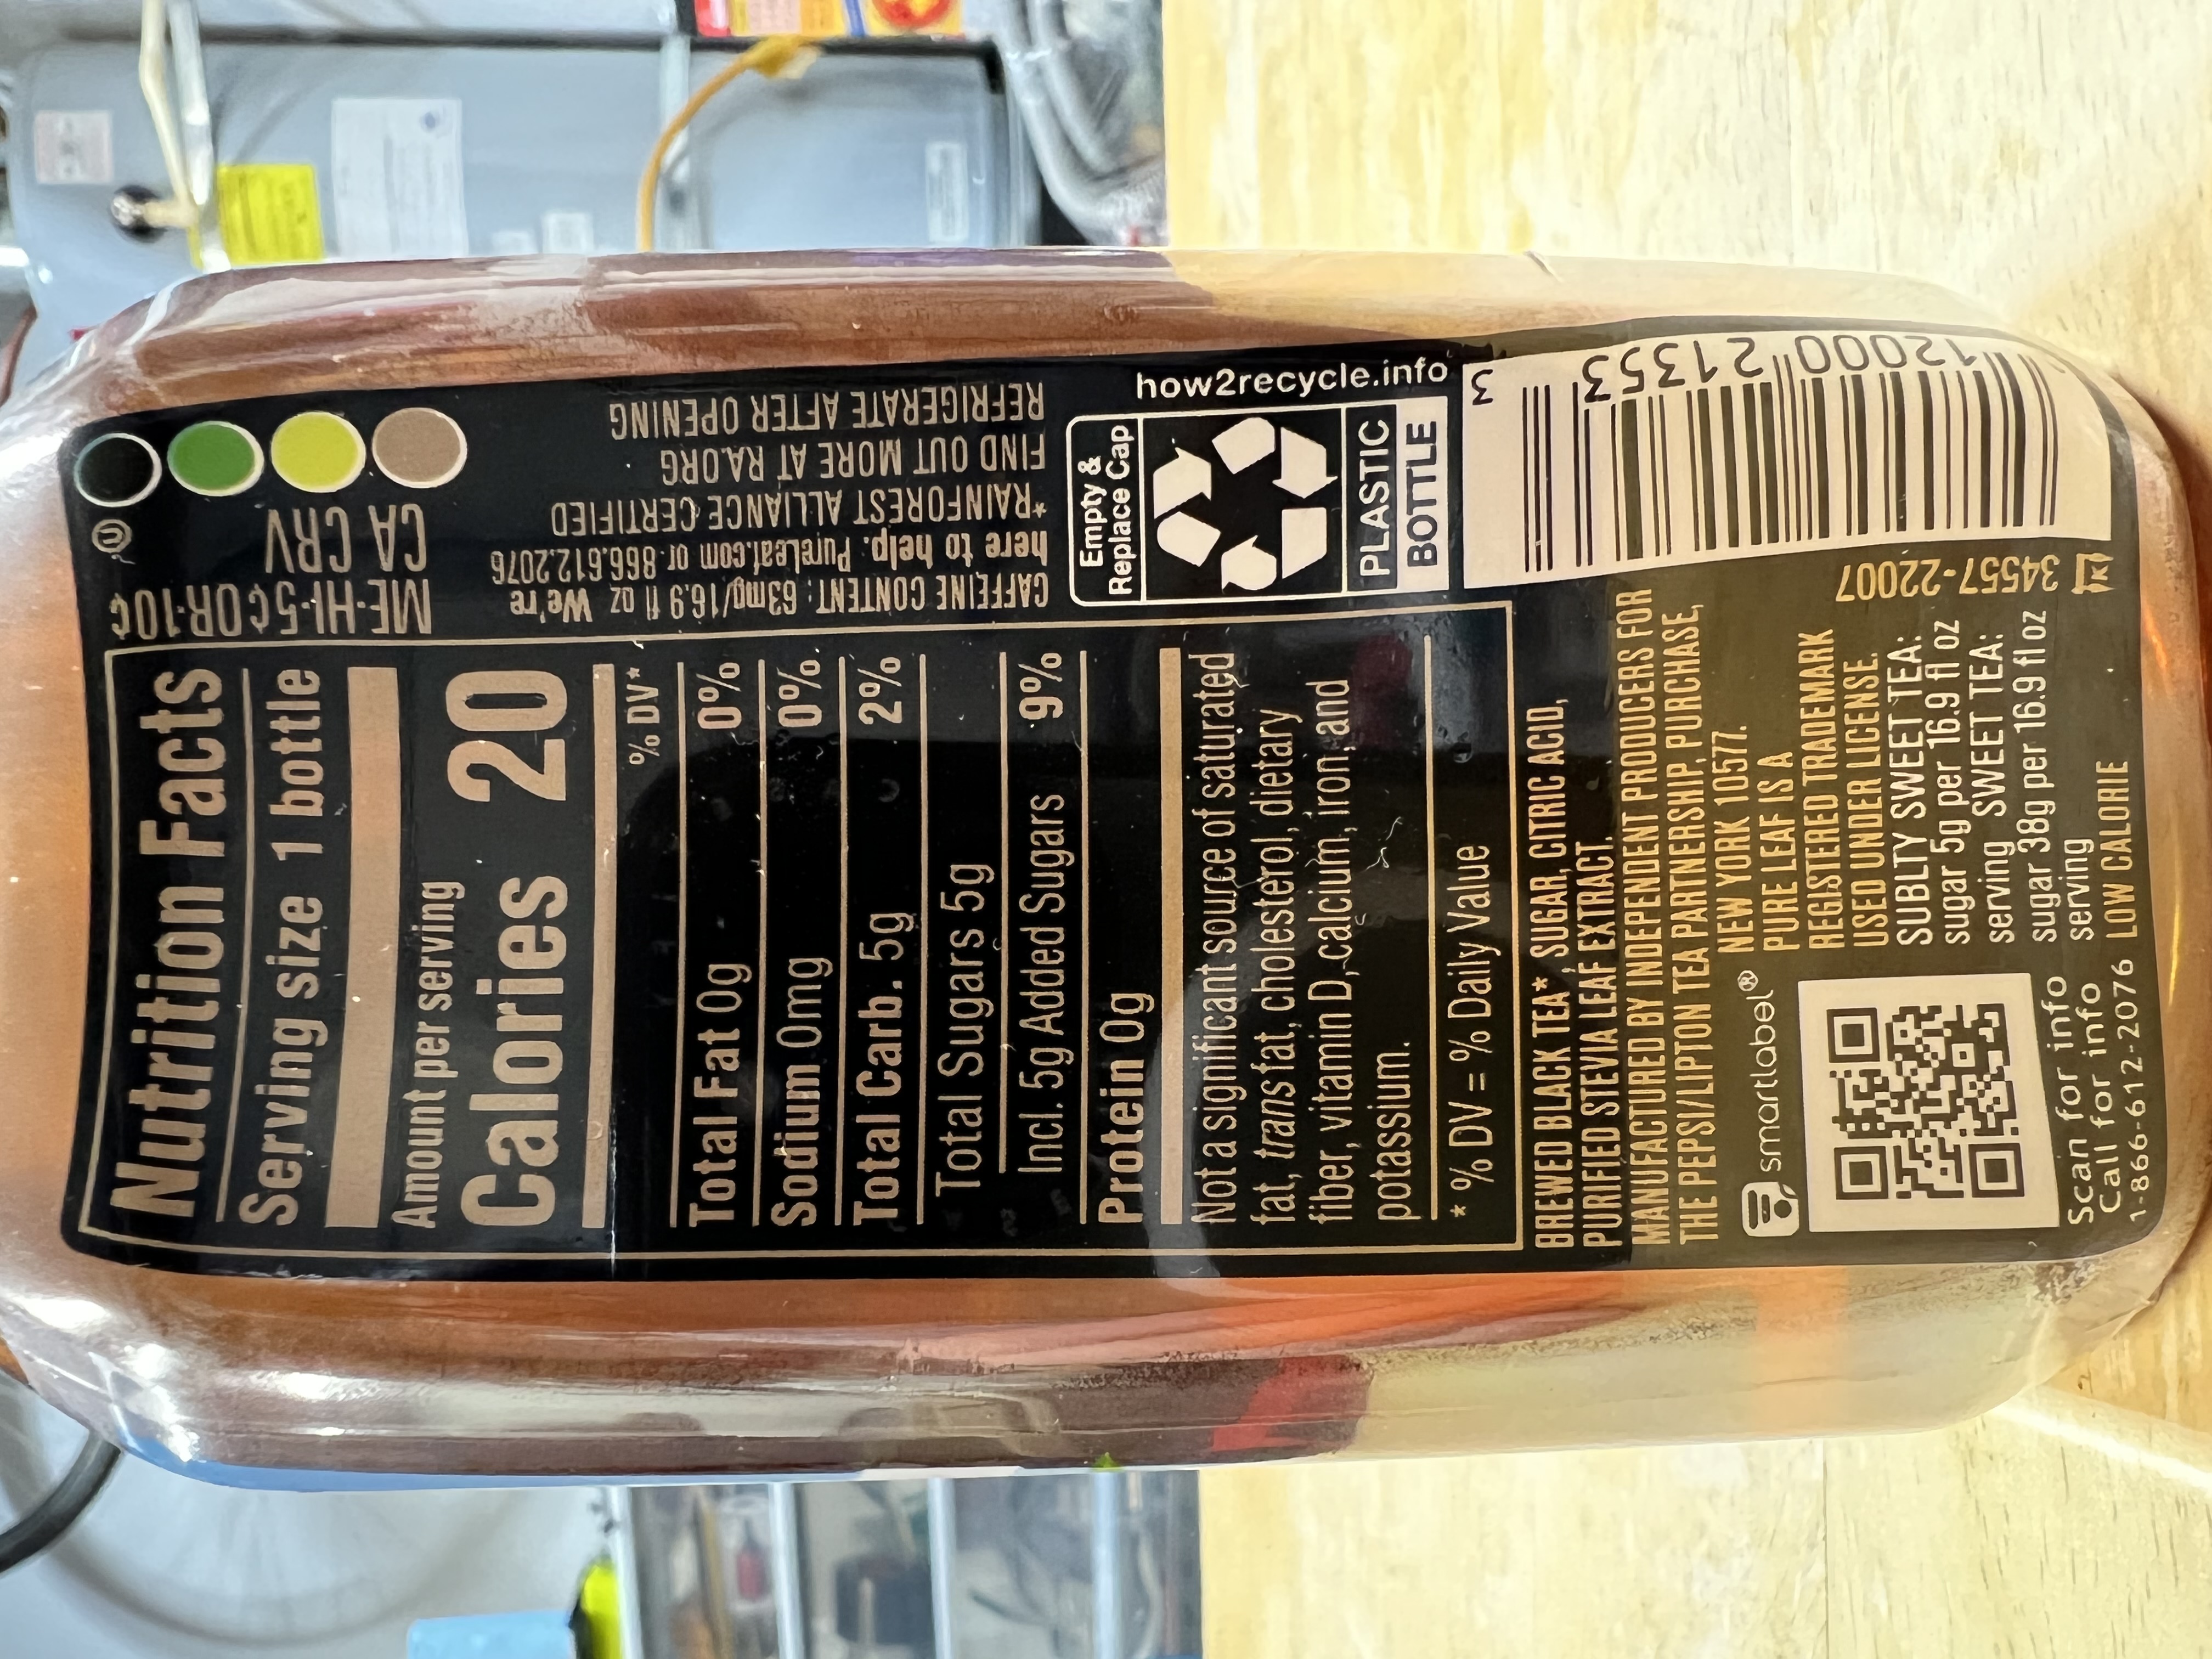 Nutrition Facts
Serving size 1 bottle
Amount per serving
Calories 20
% DV*
Total Fat 0g 0%
Sodium 0mg 0%
Total Carb. 5g 2%
Total Sugars 5g
Incl. 5g Added Sugars 9%
Protein 0g
Not a significant source of saturated
fat, trans fat, cholesterol, dietary
fiber, vitamin D, calcium, iron, and
potassium.
* % DV = % Daily Value
BREWED BLACK TEA*, SUGAR, CITRIC ACID,
PURIFIED STEVIA LEAF EXTRACT.
MANUFACTURED BY INDEPENDENT PRODUCERS FOR
THE PEPSI/LIPTON TEA PARTNERSHIP, PURCHASE,
NEW YORK 10577.
PURE LEAF IS A
REGISTERED TRADEMARK
USED UNDER LICENSE.
SUBLTY SWEET TEA:
sugar 5g per 16.9 fl oz
serving SWEET TEA:
sugar 38g per 16.9 fl oz
serving
LOW CALORIE
smartlabel®
Scan for info
Call for info
1-866-612-2076
ME-HI-5¢ OR-10¢
CA CRV
©
CAFFEINE CONTENT: 63mg/16.9 fl oz We're
here to help. PureLeaf.com or 866.612.2076
*RAINFOREST ALLIANCE CERTIFIED
FIND OUT MORE AT RA.ORG
REFRIGERATE AFTER OPENING
Empty &
Replace Cap
PLASTIC
BOTTLE
how2recycle.info
34557-22007
12000 21353 3